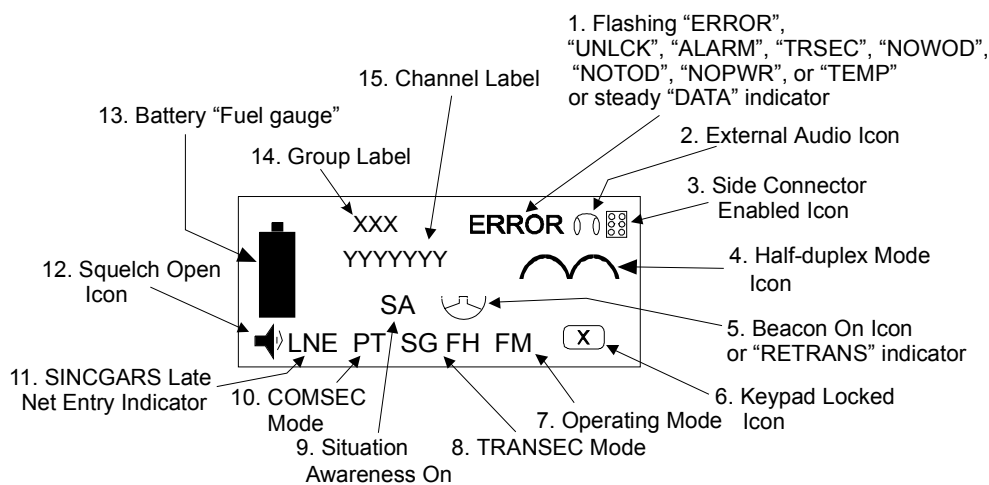 1. Flashing “ERROR”,
“UNLCK”, “ALARM”, “TRSEC”, “NOWOD”,
“NOTOD”, “NOPWR”, or “TEMP”
or steady “DATA” indicator
15. Channel Label
13. Battery “Fuel gauge”
14. Group Label
2. External Audio Icon
3. Side Connector
Enabled Icon
XXX
ERROR
YYYYYYY
4. Half-duplex Mode
Icon
12. Squelch Open
Icon
SA
5. Beacon On Icon
or “RETRANS” indicator
LNE PT SG FH FM
X
11. SINCGARS Late
Net Entry Indicator
10. COMSEC
Mode
9. Situation
Awareness On
8. TRANSEC Mode
7. Operating Mode
6. Keypad Locked
Icon